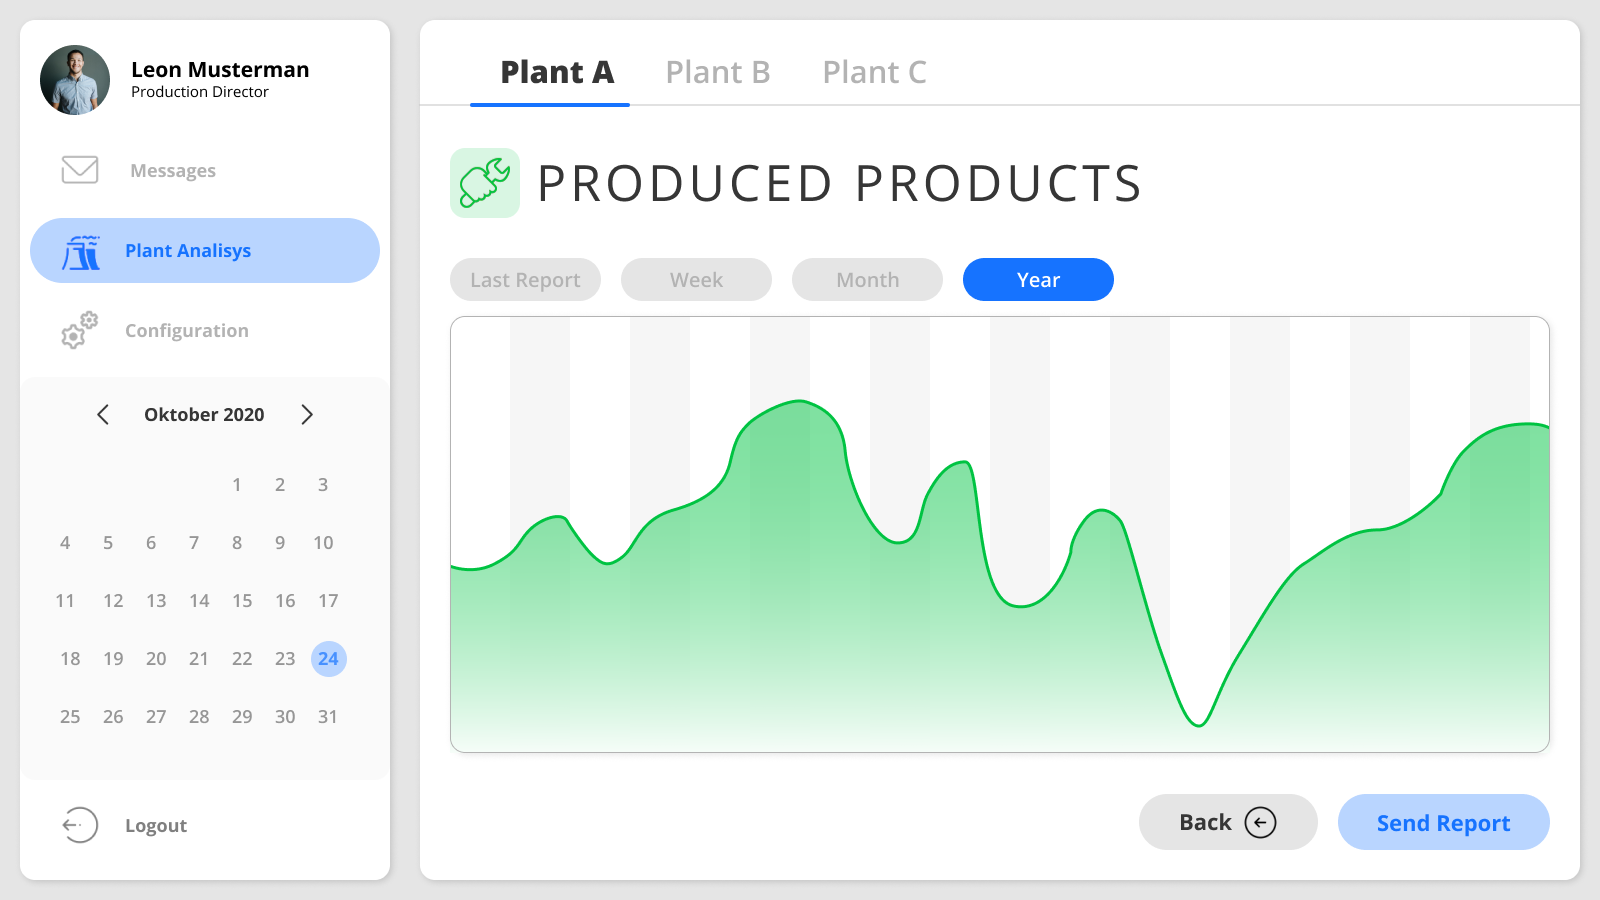 Leon Musterman
Production Director
Messages
Plant Analisys
Configuration
Oktober 2020
1 2 3
4 5 6 7 8 9 10
11 12 13 14 15 16 17
18 19 20 21 22 23 24
25 26 27 28 29 30 31
Logout
Plant A Plant B Plant C
PRODUCED PRODUCTS
Last Report Week Month Year
Back Send Report